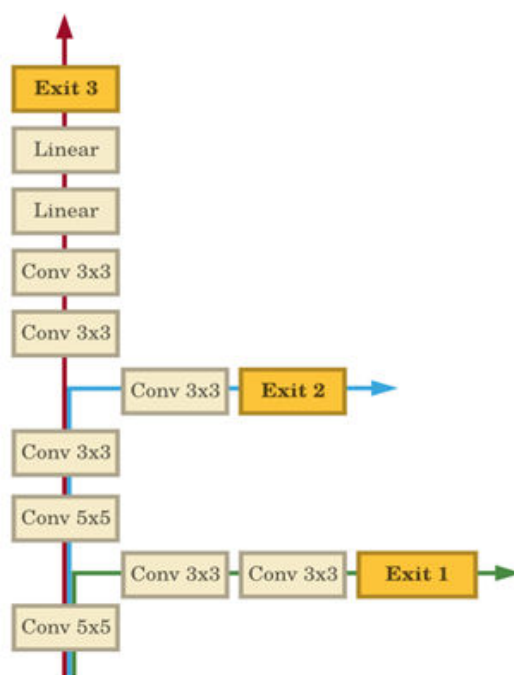 Exit 3
Linear
Linear
Conv 3x3
Conv 3x3
Conv 3x3 Exit 2
Conv 3x3
Conv 5x5
Conv 3x3 Conv 3x3 Exit 1
Conv 5x5